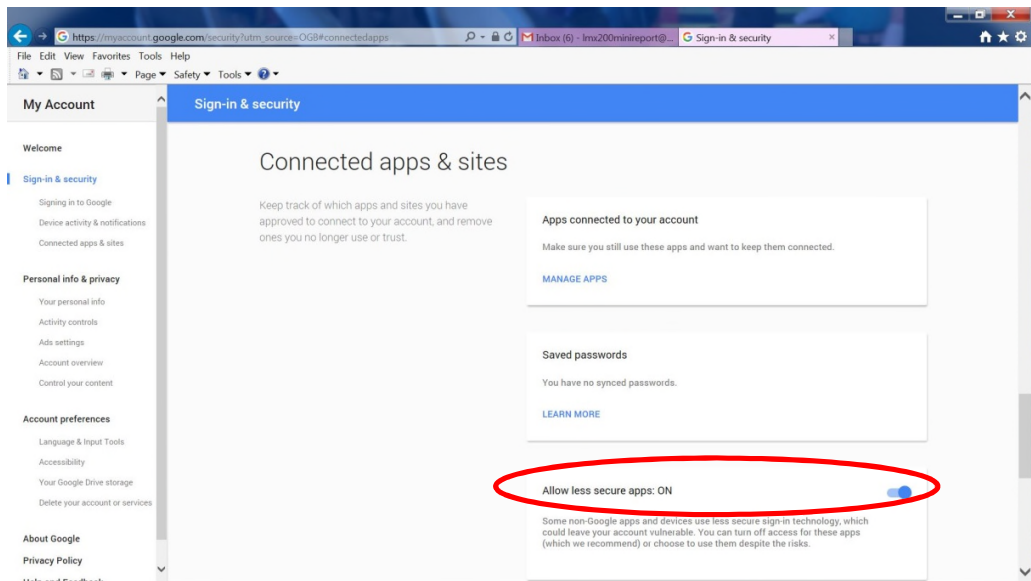 https://myaccount.google.com/security?utm_source=OGB#connectedapps
Inbox (6) - lmx200minireport@...
Sign-in & security
File Edit View Favorites Tools Help
Page Safety Tools
My Account
Sign-in & security
Welcome
Sign-in & security
Signing in to Google
Device activity & notifications
Connected apps & sites
Personal info & privacy
Your personal info
Activity controls
Ads settings
Account overview
Control your content
Account preferences
Language & Input Tools
Accessibility
Your Google Drive storage
Delete your account or services
About Google
Privacy Policy
Help and Feedback
Connected apps & sites
Keep track of which apps and sites you have
approved to connect to your account, and remove
ones you no longer use or trust.
Apps connected to your account
Make sure you still use these apps and want to keep them connected.
MANAGE APPS
Saved passwords
You have no synced passwords.
LEARN MORE
Allow less secure apps: ON
Some non-Google apps and devices use less secure sign-in technology, which
could leave your account vulnerable. You can turn off access for these apps
(which we recommend) or choose to use them despite the risks.